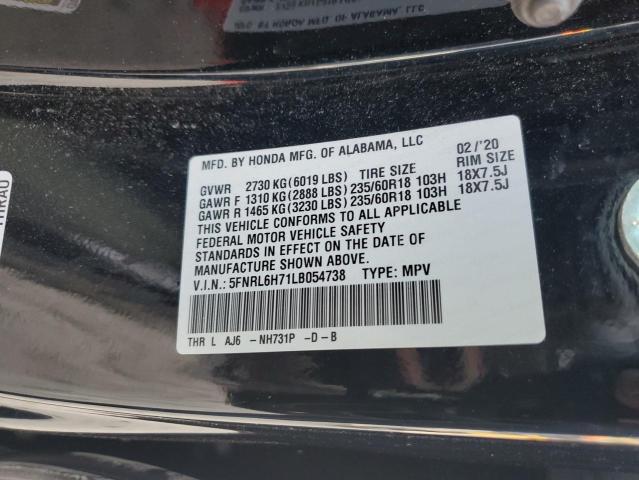 MFD. BY HONDA MFG. OF ALABAMA, LLC 02/'20
GVWR 2730 KG (6019 LBS) TIRE SIZE RIM SIZE
GAWR F 1310 KG (2888 LBS) 235/60R18 103H 18X7.5J
GAWR R 1465 KG (3230 LBS) 235/60R18 103H 18X7.5J
THIS VEHICLE CONFORMS TO ALL APPLICABLE
FEDERAL MOTOR VEHICLE SAFETY
STANDARDS IN EFFECT ON THE DATE OF
MANUFACTURE SHOWN ABOVE.
V.I.N.: 5FNRL6H71LB054738 TYPE: MPV
THR L AJ6 -NH731P -D-B
THRAU